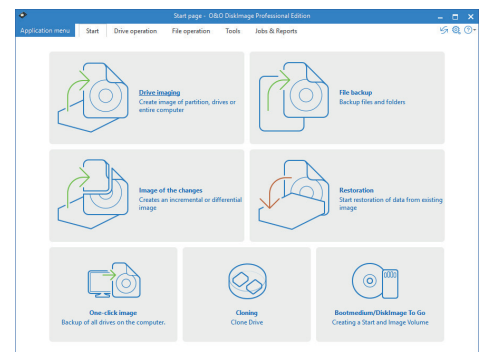 Start page - O&O DiskImage Professional Edition
Application menu Start Drive operation File operation Tools Jobs & Reports
Drive imaging
Create image of partition, drives or
entire computer
File backup
Backup files and folders
Image of the changes
Creates an incremental or differential
image
Restoration
Start restoration of data from existing
image
One-click image
Backup of all drives on the computer.
Cloning
Clone Drive
Bootmedium/DiskImage To Go
Creating a Start and Image Volume